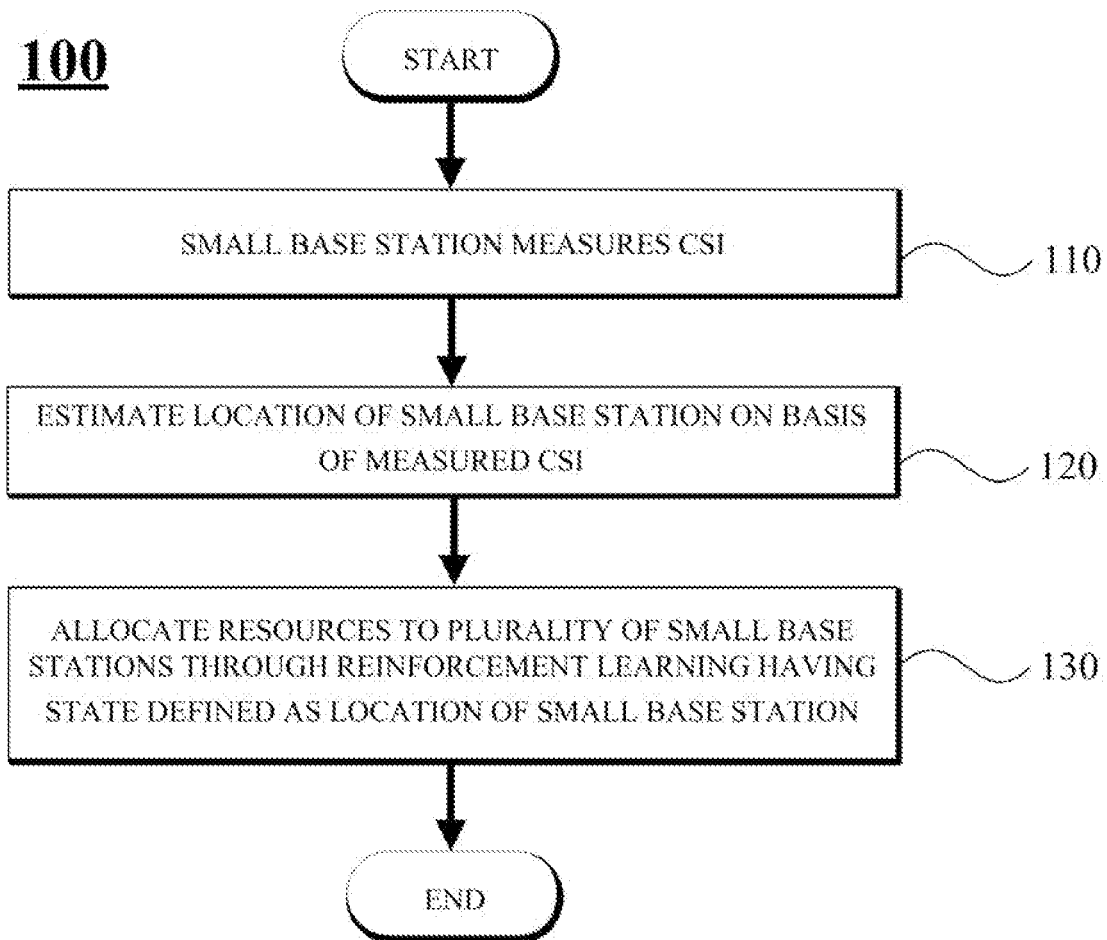 100
START
SMALL BASE STATION MEASURES CSI
110
ESTIMATE LOCATION OF SMALL BASE STATION ON BASIS
OF MEASURED CSI
120
ALLOCATE RESOURCES TO PLURALITY OF SMALL BASE
STATIONS THROUGH REINFORCEMENT LEARNING HAVING
STATE DEFINED AS LOCATION OF SMALL BASE STATION
130
END